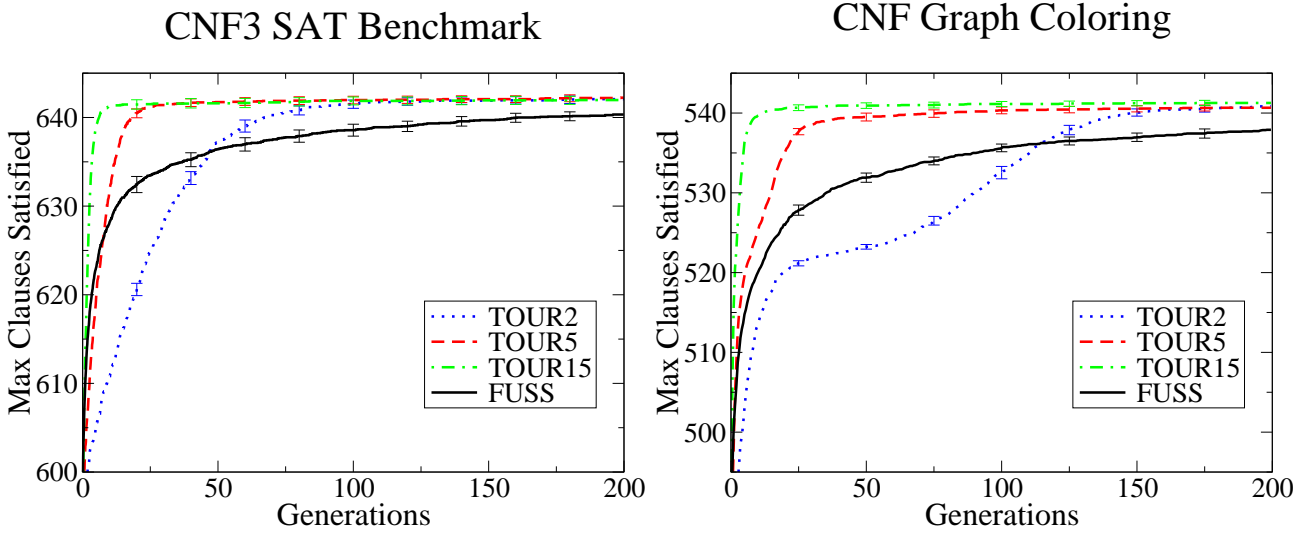 CNF3 SAT Benchmark
Max Clauses Satisfied
640
630
620
610
600
TOUR2
TOUR5
TOUR15
FUSS
0
50
100
150
200
Generations
CNF Graph Coloring
Max Clauses Satisfied
540
530
520
510
500
TOUR2
TOUR5
TOUR15
FUSS
0
50
100
150
200
Generations